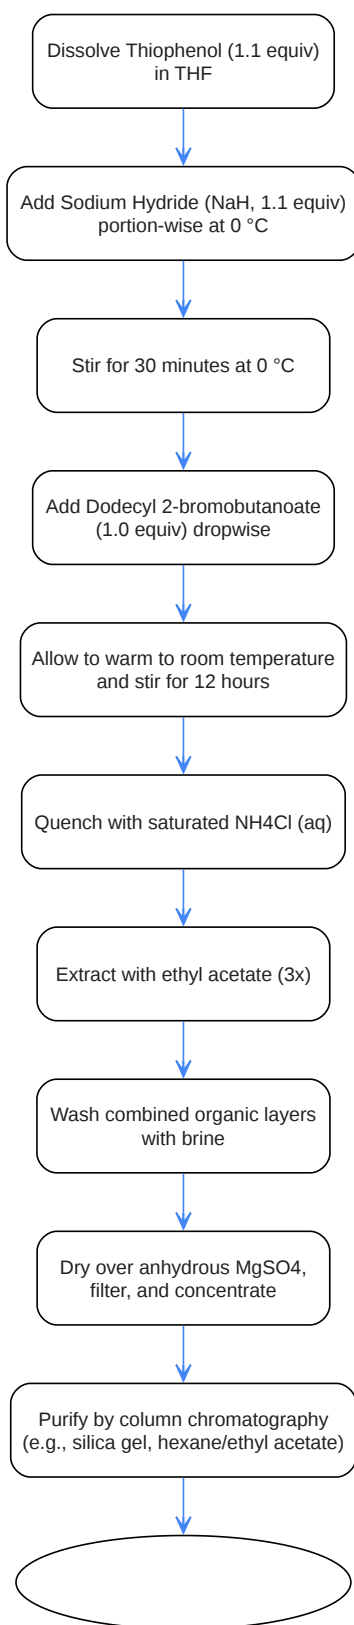 Dissolve Thiophenol (1.1 equiv)
in THF
Add Sodium Hydride (NaH, 1.1 equiv)
portion-wise at 0 °C
Stir for 30 minutes at 0 °C
Add Dodecyl 2-bromobutanoate
(1.0 equiv) dropwise
Allow to warm to room temperature
and stir for 12 hours
Quench with saturated NH4Cl (aq)
Extract with ethyl acetate (3x)
Wash combined organic layers
with brine
Dry over anhydrous MgSO4,
filter, and concentrate
Purify by column chromatography
(e.g., silica gel, hexane/ethyl acetate)